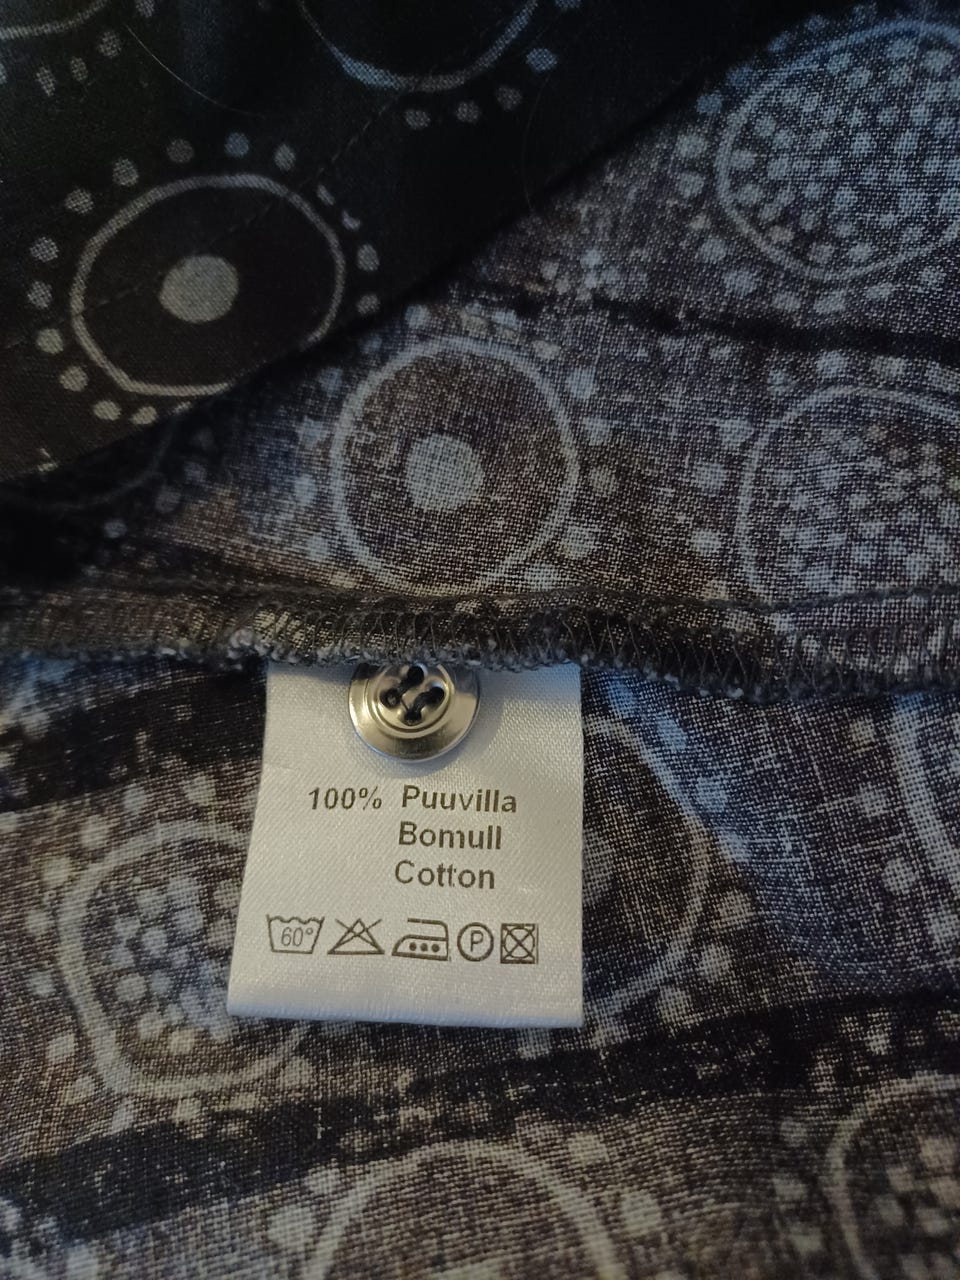 100% Puuvilla
Bomull
Cotton
60° P